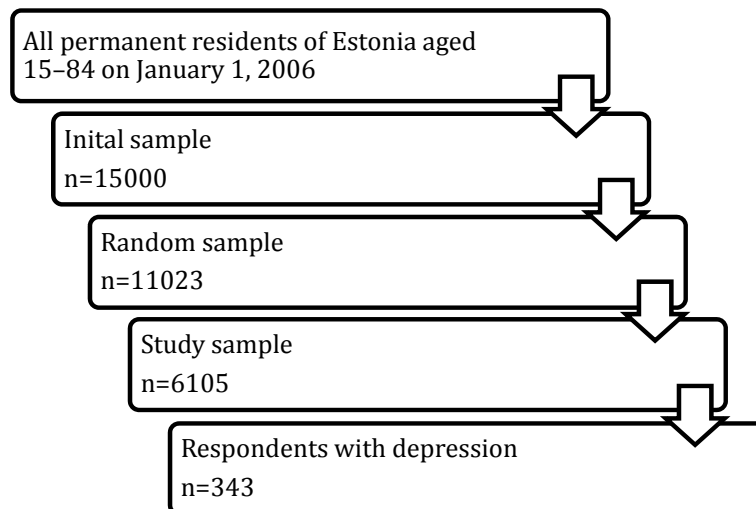 All permanent residents of Estonia aged
15–84 on January 1, 2006
Inital sample
n=15000
Random sample
n=11023
Study sample
n=6105
Respondents with depression
n=343